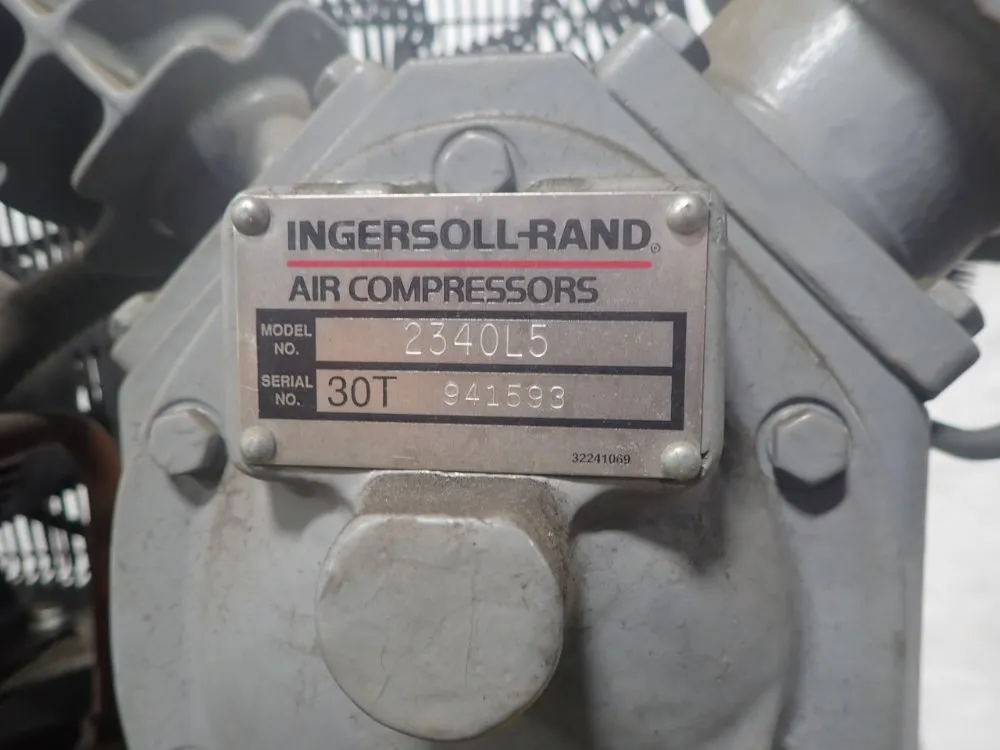 INGERSOLL-RAND®
AIR COMPRESSORS
MODEL NO. 2340L5
SERIAL NO. 30T 941593
32241069